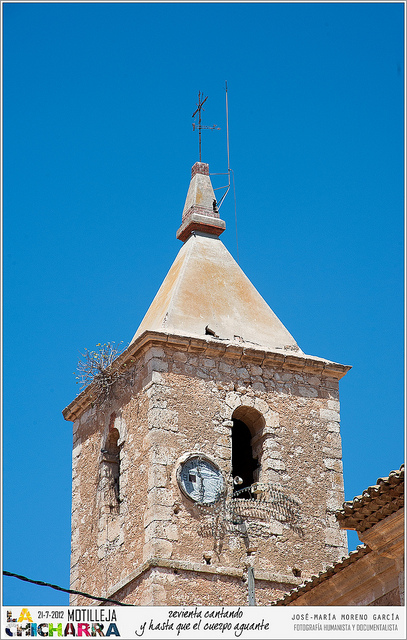 LA CHICHARRA
21-7-2012 MOTILLEJA
revienta cantando
y hasta que el cuerpo aguante
JOSÉ-MARÍA MORENO GARCÍA
FOTOGRAFÍA HUMANISTA Y DOCUMENTALISTA